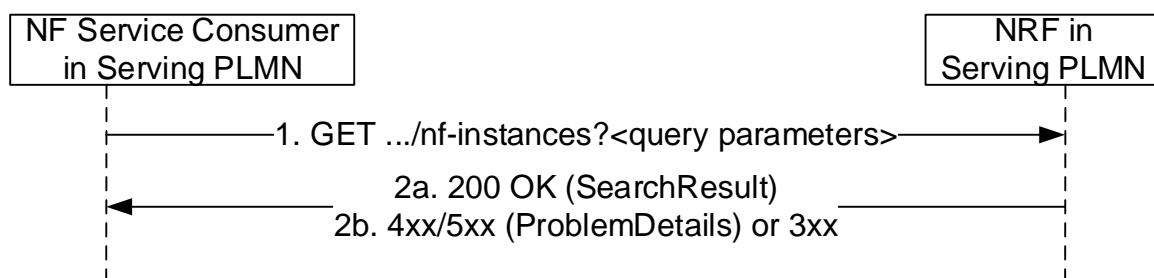 NF Service Consumer
in Serving PLMN
NRF in
Serving PLMN
1. GET .../nf-instances?<query parameters>
2a. 200 OK (SearchResult)
2b. 4xx/5xx (ProblemDetails) or 3xx